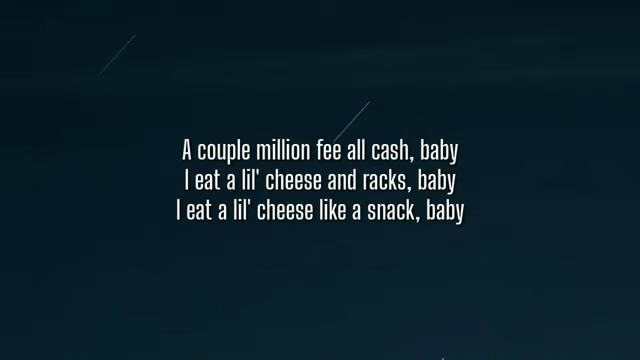 A couple million fee all cash, baby
I eat a lil' cheese and racks, baby
I eat a lil' cheese like a snack, baby